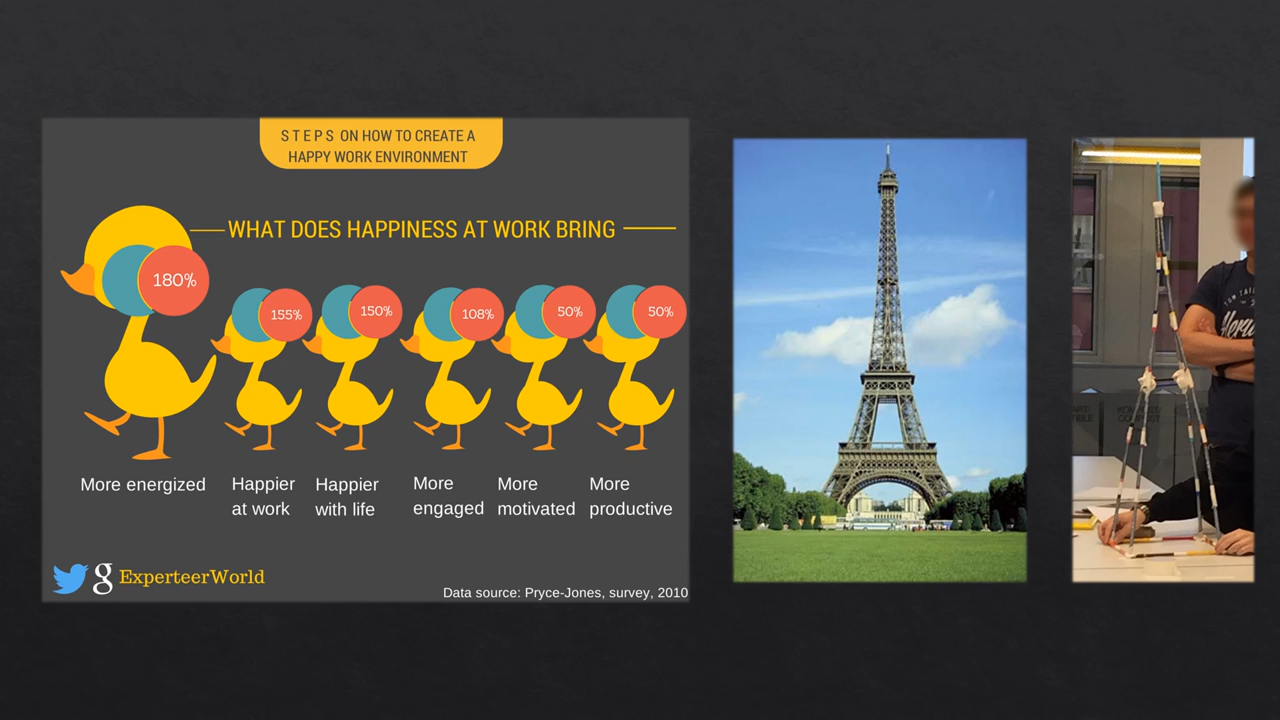 STEPS ON HOW TO CREATE A
HAPPY WORK ENVIRONMENT
WHAT DOES HAPPINESS AT WORK BRING
180%
155%
150%
108%
50%
50%
More energized
Happier
at work
Happier
with life
More
engaged
More
motivated
More
productive
g ExperteerWorld
Data source: Pryce-Jones, survey, 2010